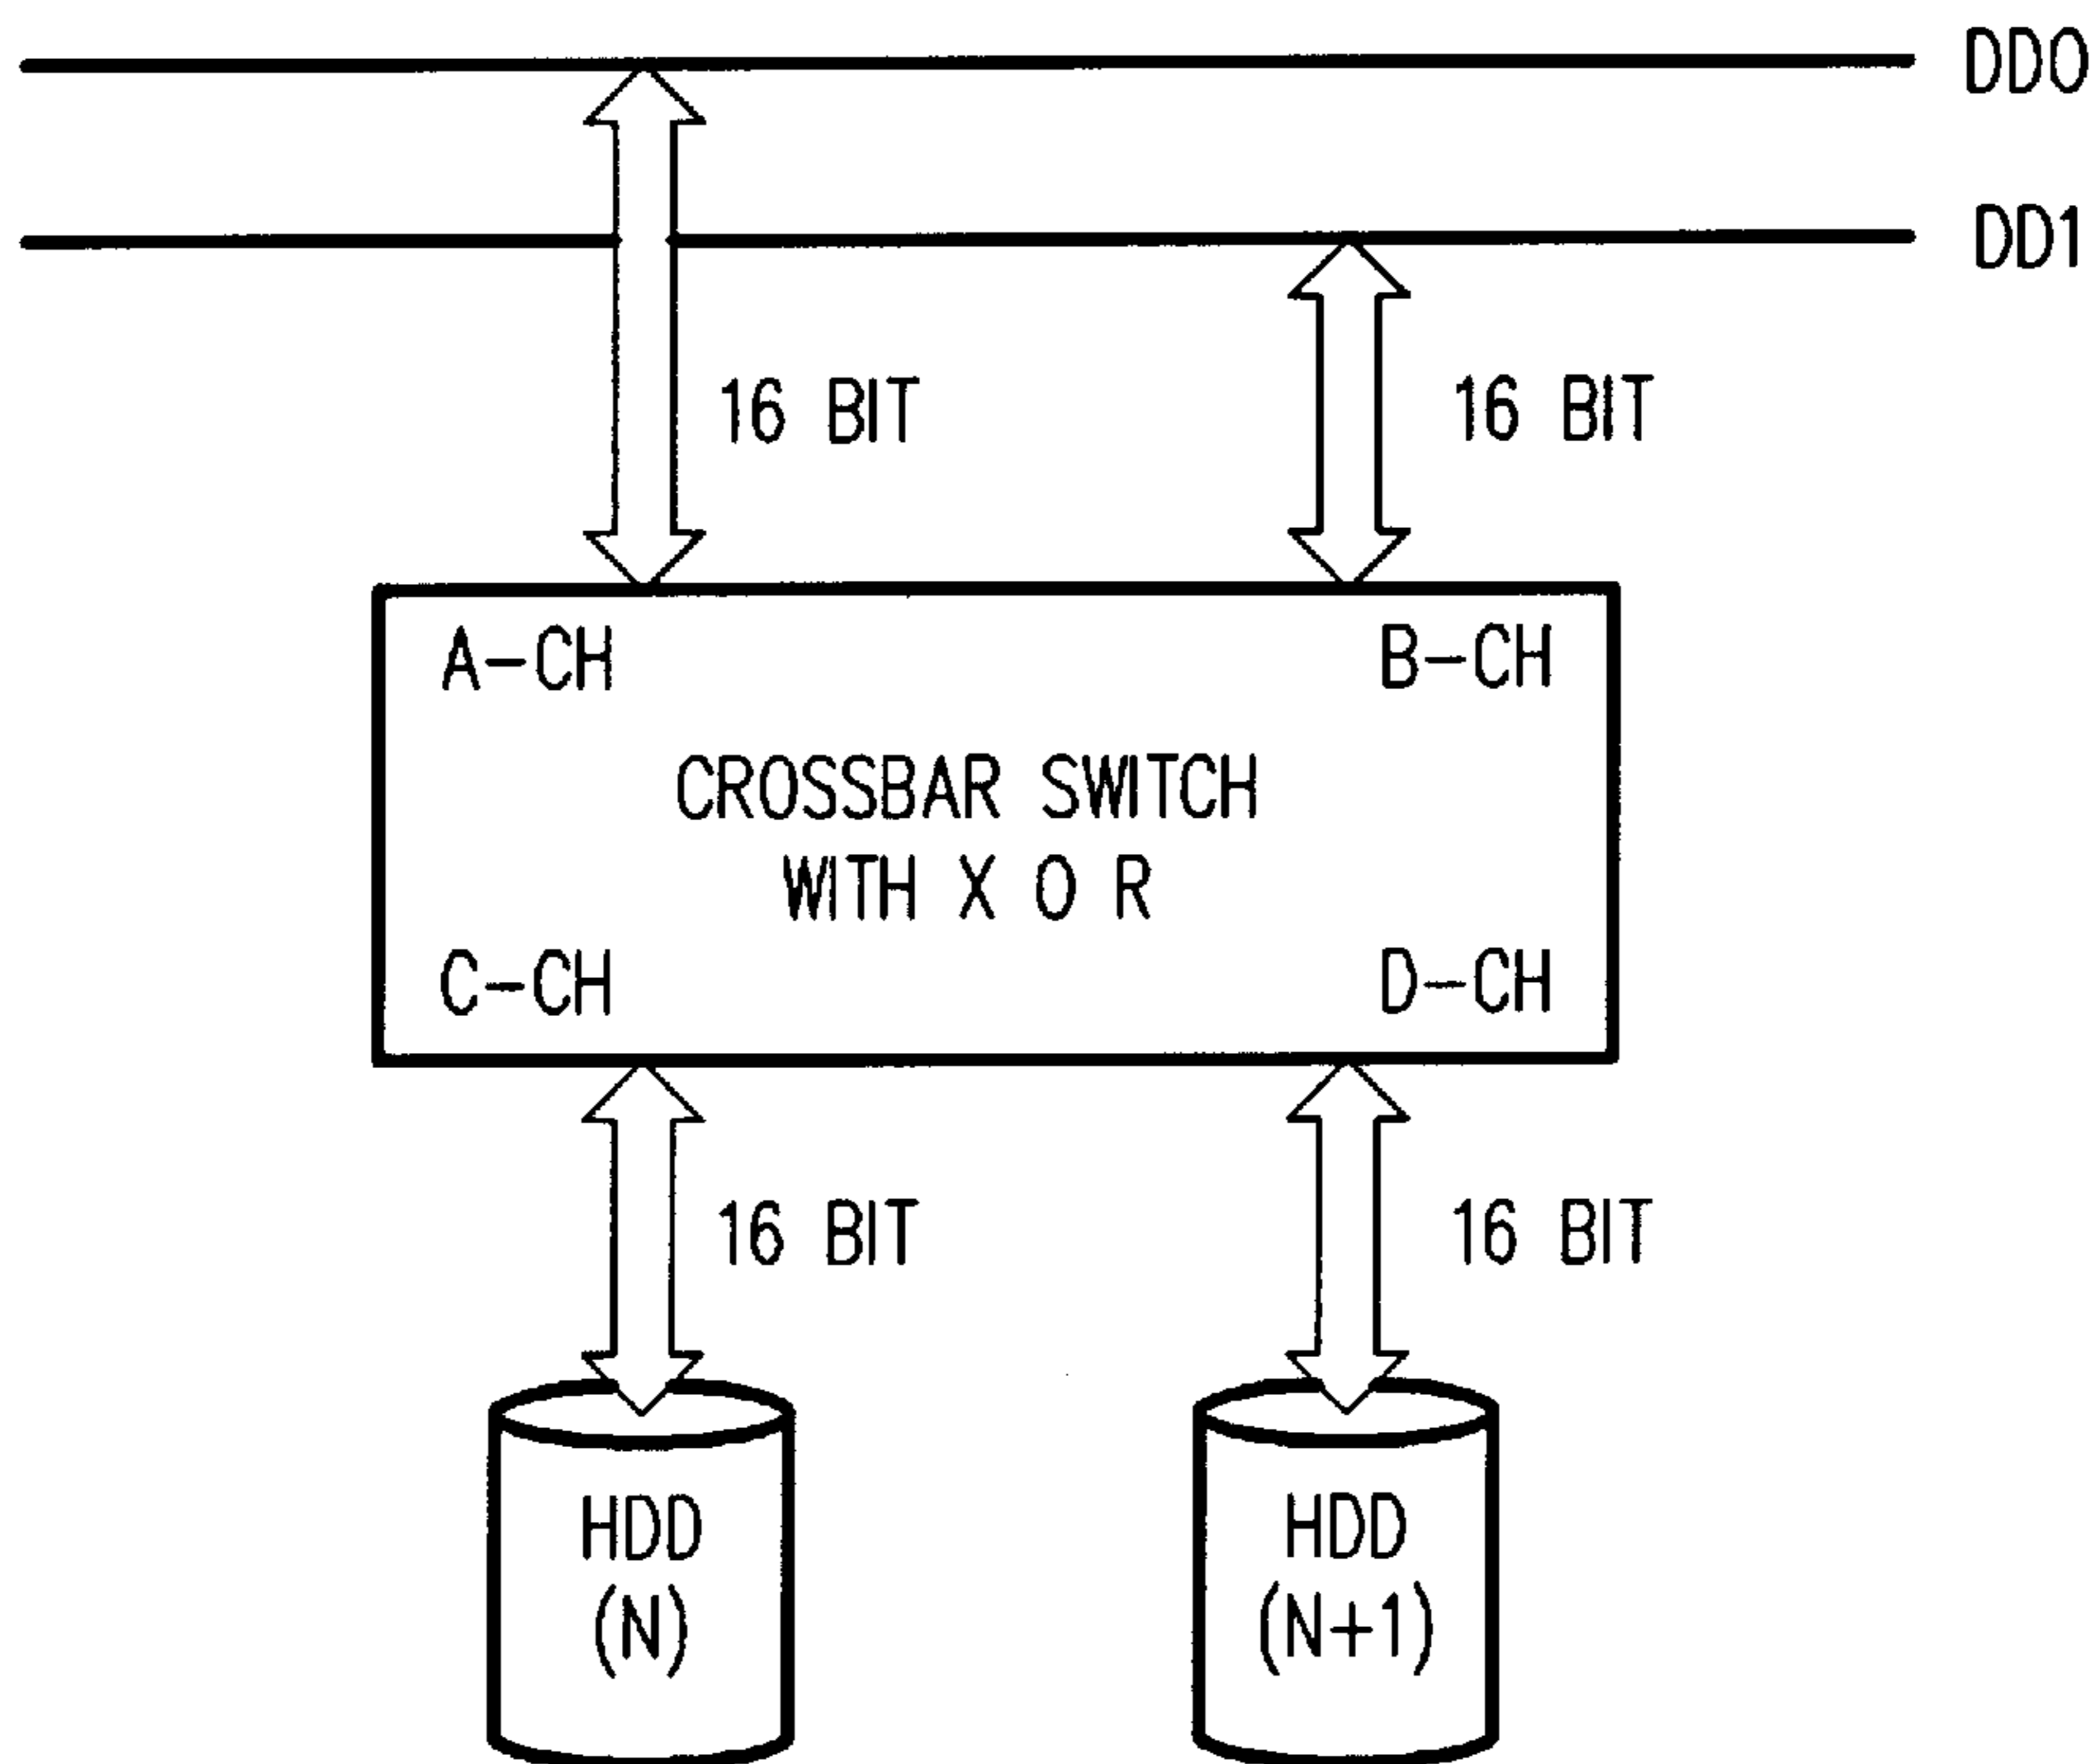 DD0
DD1
16 BIT
16 BIT
A-CH
B-CH
CROSSBAR SWITCH
WITH X O R
C-CH
D-CH
16 BIT
16 BIT
HDD
(N)
HDD
(N+1)